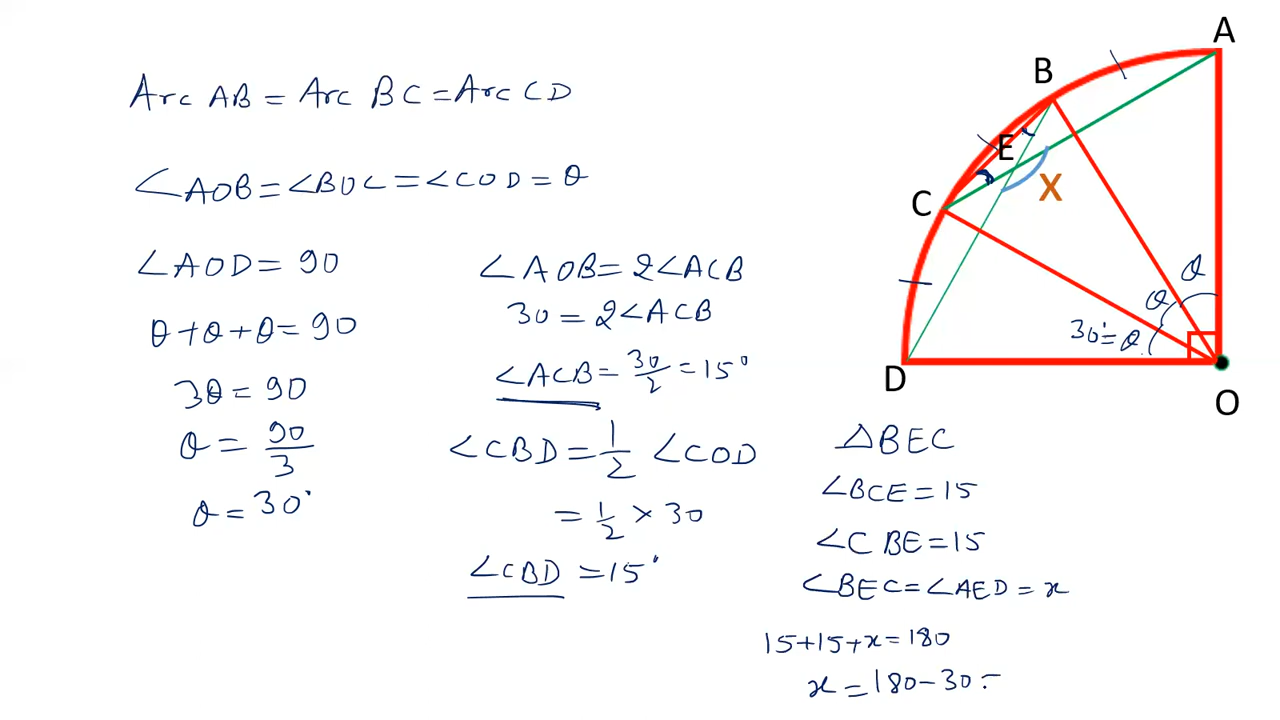 Arc AB = Arc BC = Arc CD
∠AOB = ∠BOC = ∠COD = θ
∠AOD = 90
θ + θ + θ = 90
3θ = 90
θ = 90/3
θ = 30°
∠AOB = 2∠ACB
30 = 2∠ACB
∠ACB = 30/2 = 15°
∠CBD = 1/2 ∠COD
= 1/2 × 30
∠CBD = 15°
A
B
E
X
C
θ
θ
30° = θ
D
O
△BEC
∠BCE = 15
∠CBE = 15
∠BEC = ∠AED = x
15 + 15 + x = 180
x = 180 - 30 =